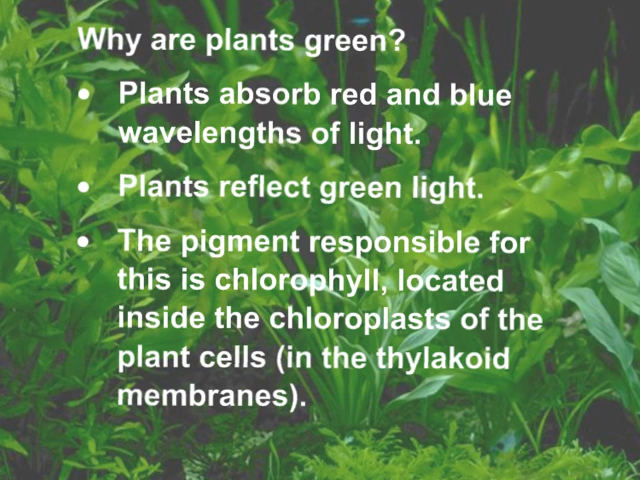 Why are plants green?
• Plants absorb red and blue
wavelengths of light.
• Plants reflect green light.
• The pigment responsible for
this is chlorophyll, located
inside the chloroplasts of the
plant cells (in the thylakoid
membranes).